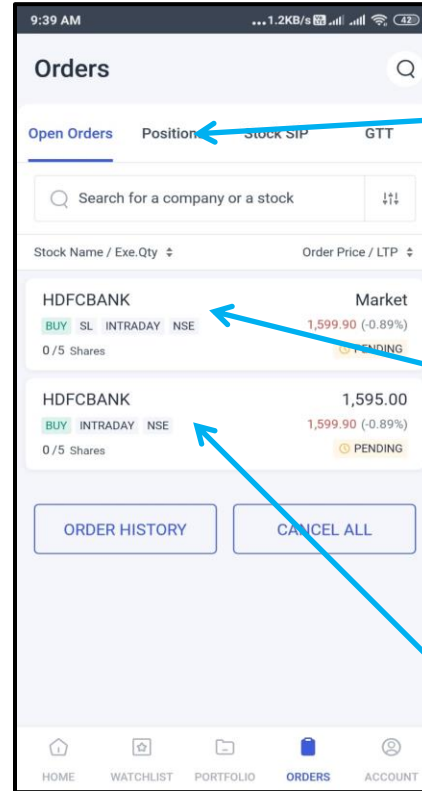 9:39 AM ...1.2KB/s 42
Orders
Open Orders Positions Stock SIP GTT
Search for a company or a stock
Stock Name / Exe.Qty Order Price / LTP
HDFCBANK Market
BUY SL INTRADAY NSE 1,599.90 (-0.89%)
0/5 Shares PENDING
HDFCBANK 1,595.00
BUY INTRADAY NSE 1,599.90 (-0.89%)
0/5 Shares PENDING
ORDER HISTORY CANCEL ALL
HOME WATCHLIST PORTFOLIO ORDERS ACCOUNT